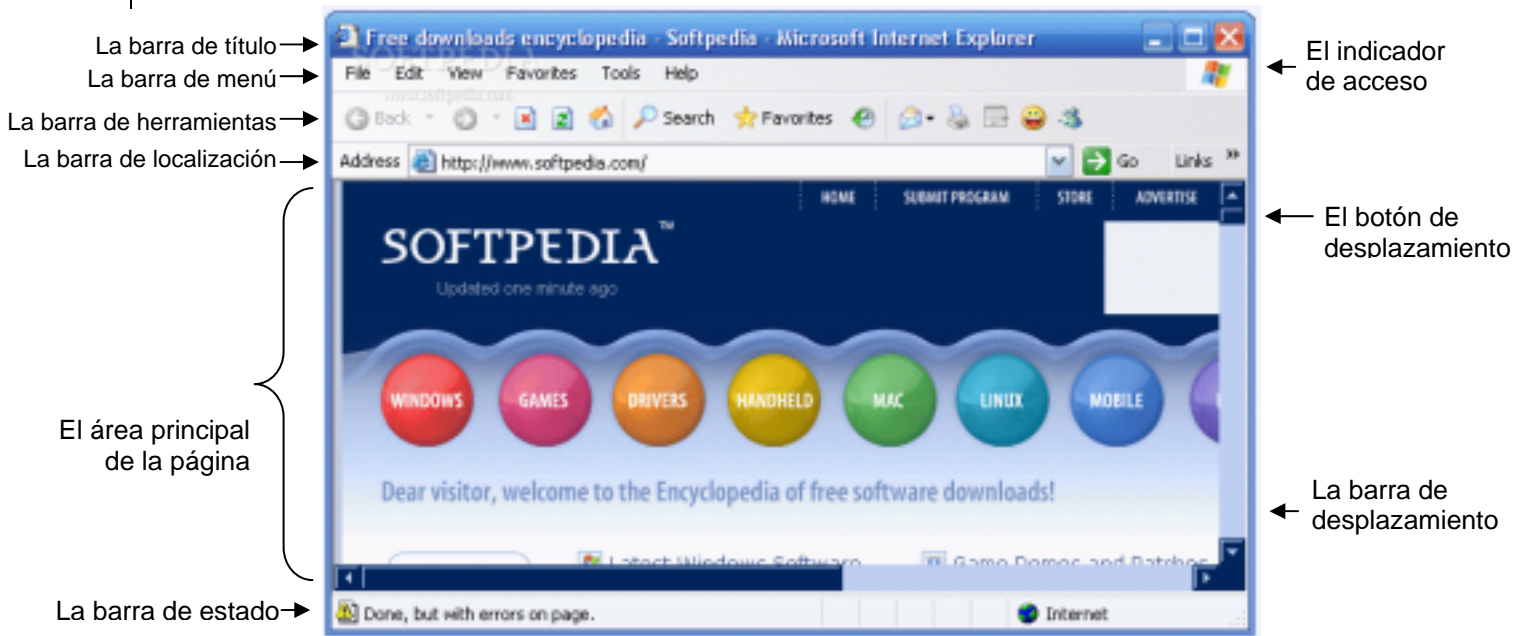 La barra de título
La barra de menú
La barra de herramientas
La barra de localización
El área principal
de la página
La barra de estado
Free downloads encyclopedia - Softpedia - Microsoft Internet Explorer
SOFTPEDIA
File Edit View Favorites Tools Help
www.softpedia.com
Back Search Favorites
Address http://www.softpedia.com/ Go Links »
HOME SUBMIT PROGRAM STORE ADVERTISE
SOFTPEDIA™
Updated one minute ago
WINDOWS GAMES DRIVERS HANDHELD MAC LINUX MOBILE
Dear visitor, welcome to the Encyclopedia of free software downloads!
Latest Windows Software Game Demos and Patches
Done, but with errors on page. Internet
El indicador
de acceso
El botón de
desplazamiento
La barra de
desplazamiento